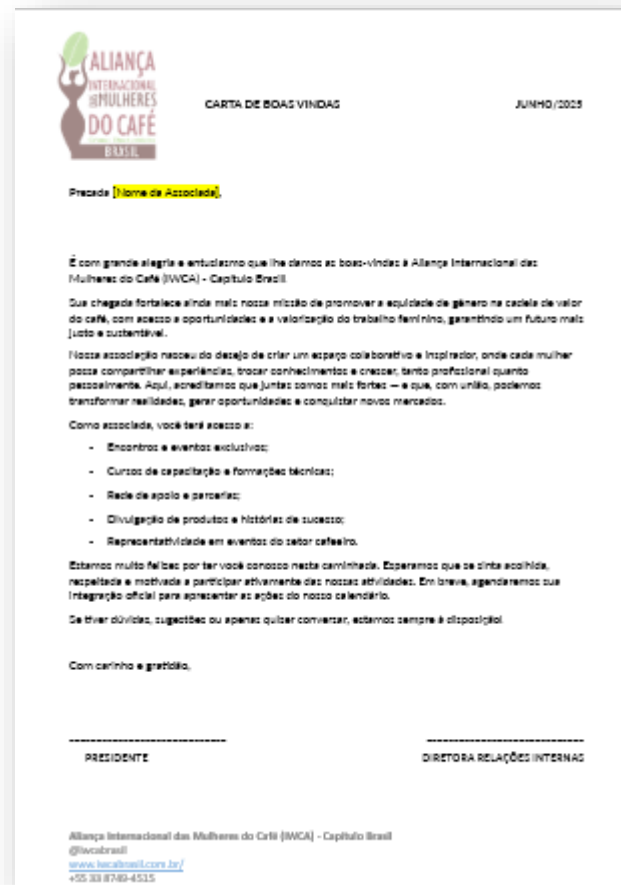 ALIANÇA
INTERNACIONAL
DAS MULHERES
DO CAFÉ
BRASIL
CARTA DE BOAS VINDAS
JUNHO/2025
Prezada [Nome da Associada],
É com grande alegria e entusiasmo que lhe damos as boas-vindas à Aliança Internacional das
Mulheres do Café (IWCA) - Capítulo Brasil!
Sua chegada fortalece ainda mais nossa missão de promover a equidade de gênero na cadeia de valor
do café, com acesso a oportunidades e a valorização do trabalho feminino, garantindo um futuro mais
justo e sustentável.
Nossa associação nasceu do desejo de criar um espaço colaborativo e inspirador, onde cada mulher
possa compartilhar experiências, trocar conhecimentos e crescer, tanto profissional quanto
pessoalmente. Aqui, acreditamos que juntas somos mais fortes — e que, com união, podemos
transformar realidades, gerar oportunidades e conquistar novos mercados.
Como associada, você terá acesso a:
- Encontros e eventos exclusivos;
- Cursos de capacitação e formações técnicas;
- Rede de apoio e parcerias;
- Divulgação de produtos e histórias de sucesso;
- Representatividade em eventos do setor cafeeiro.
Estamos muito felizes por ter você conosco nesta caminhada. Esperamos que se sinta acolhida,
respeitada e motivada a participar ativamente das nossas atividades. Em breve, agendaremos sua
integração oficial para apresentar as ações do nosso calendário.
Se tiver dúvidas, sugestões ou apenas quiser conversar, estamos sempre à disposição!
Com carinho e gratidão,
PRESIDENTE
DIRETORA RELAÇÕES INTERNAS
Aliança Internacional das Mulheres do Café (IWCA) - Capítulo Brasil
@iwcabrasil
www.iwcabrasil.com.br/
+55 33 8749-4515